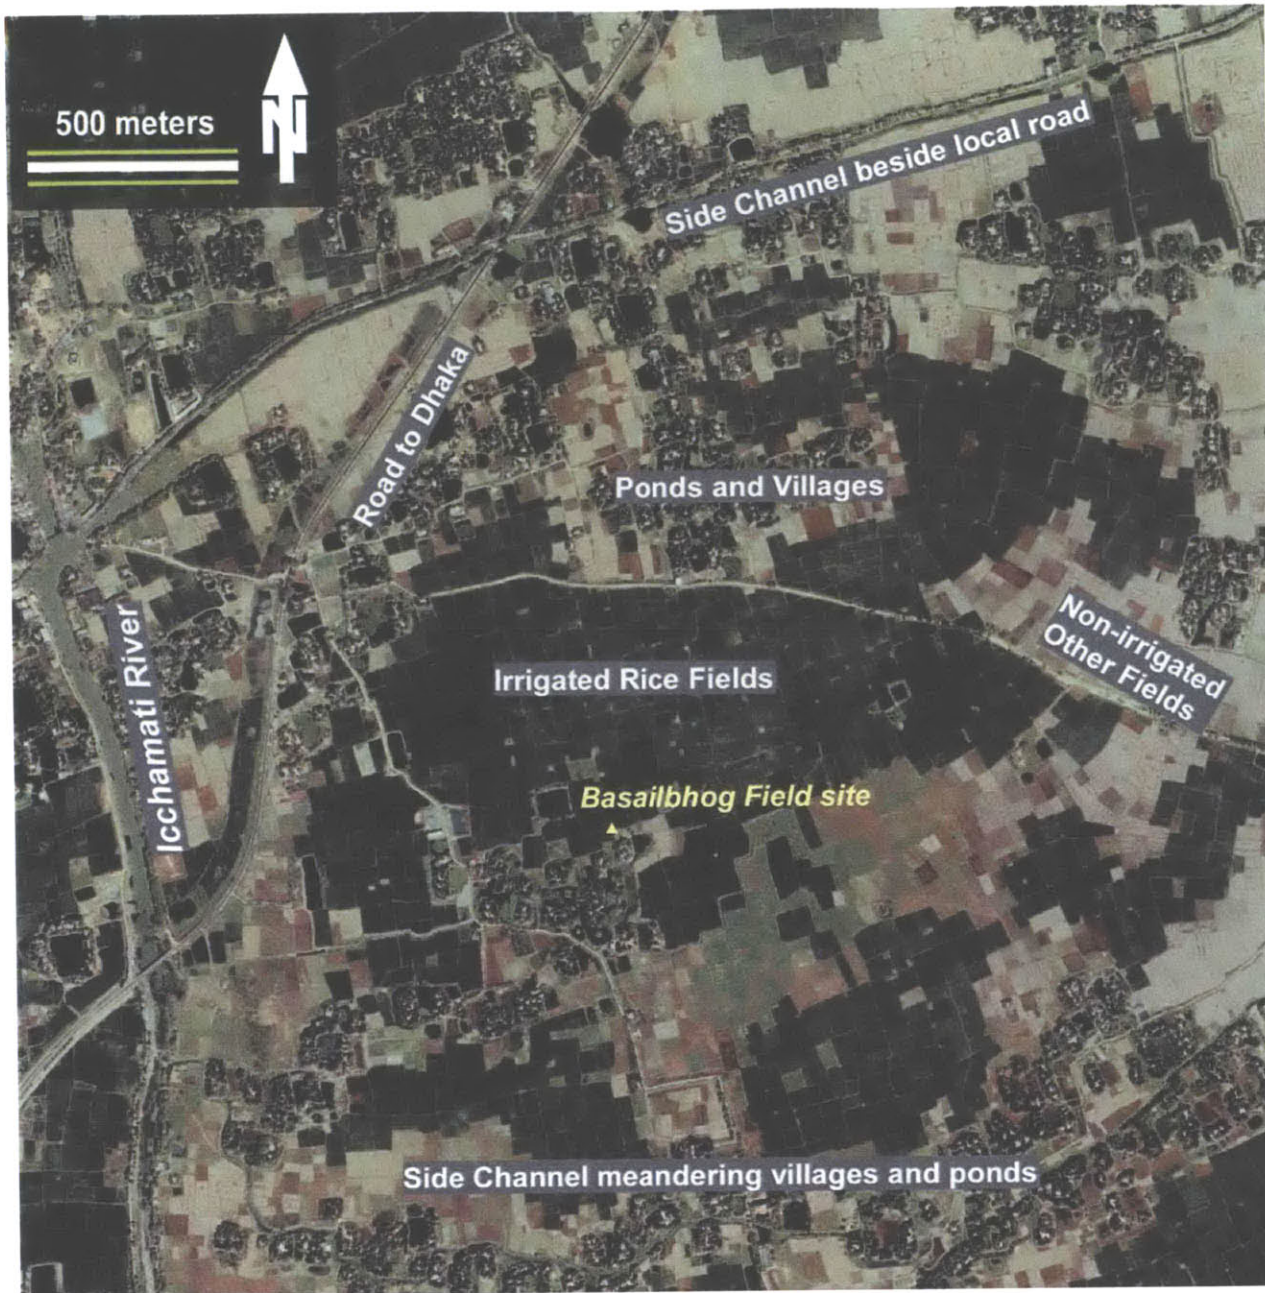 500 meters
N
Side Channel beside local road
Road to Dhaka
Ponds and Villages
Non-irrigated
Other Fields
Icchamati River
Irrigated Rice Fields
Basailbhog Field site
Side Channel meandering villages and ponds